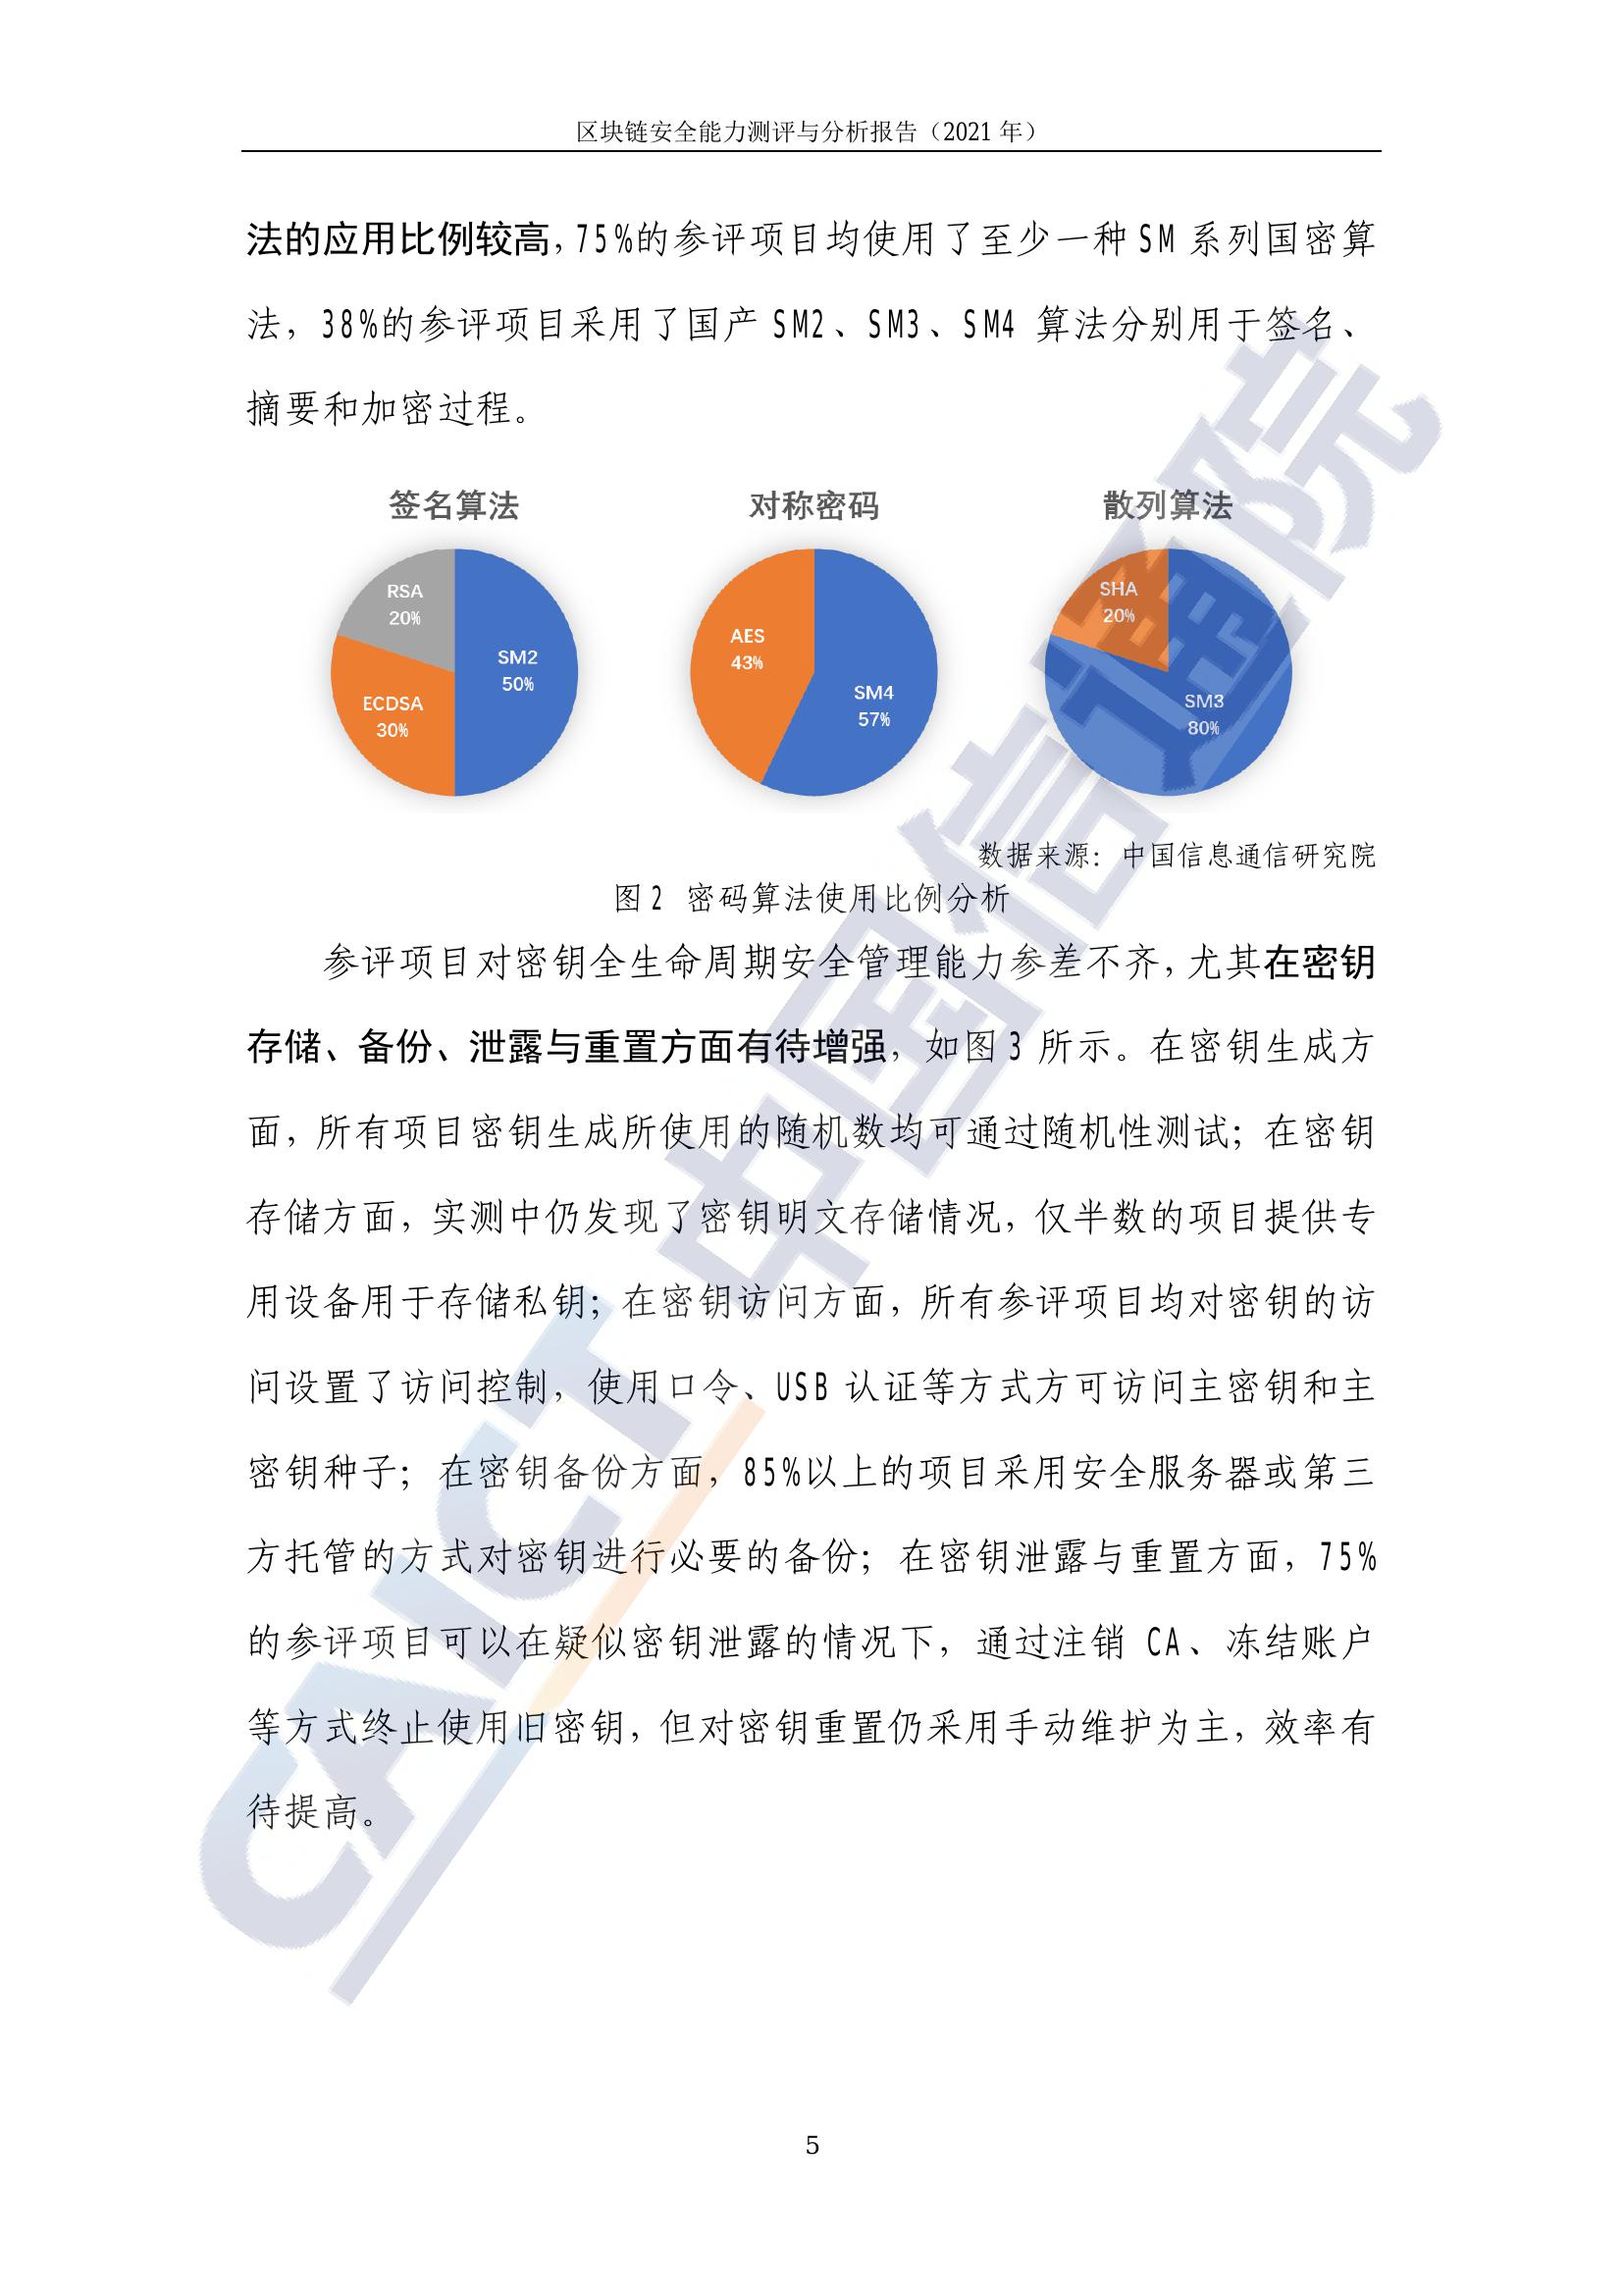 区块链安全能力测评与分析报告（2021 年）
法的应用比例较高，75%的参评项目均使用了至少一种 SM 系列国密算
法，38%的参评项目采用了国产 SM2、SM3、SM4 算法分别用于签名、
摘要和加密过程。
签名算法
RSA
20%
SM2
50%
ECDSA
30%
对称密码
AES
43%
SM4
57%
散列算法
SHA
20%
SM3
80%
数据来源：中国信息通信研究院
图 2 密码算法使用比例分析
参评项目对密钥全生命周期安全管理能力参差不齐，尤其在密钥
存储、备份、泄露与重置方面有待增强，如图 3 所示。在密钥生成方
面，所有项目密钥生成所使用的随机数均可通过随机性测试；在密钥
存储方面，实测中仍发现了密钥明文存储情况，仅半数的项目提供专
用设备用于存储私钥；在密钥访问方面，所有参评项目均对密钥的访
问设置了访问控制，使用口令、USB 认证等方式方可访问主密钥和主
密钥种子；在密钥备份方面，85%以上的项目采用安全服务器或第三
方托管的方式对密钥进行必要的备份；在密钥泄露与重置方面，75%
的参评项目可以在疑似密钥泄露的情况下，通过注销 CA、冻结账户
等方式终止使用旧密钥，但对密钥重置仍采用手动维护为主，效率有
待提高。
CAICT 中国信通院
5